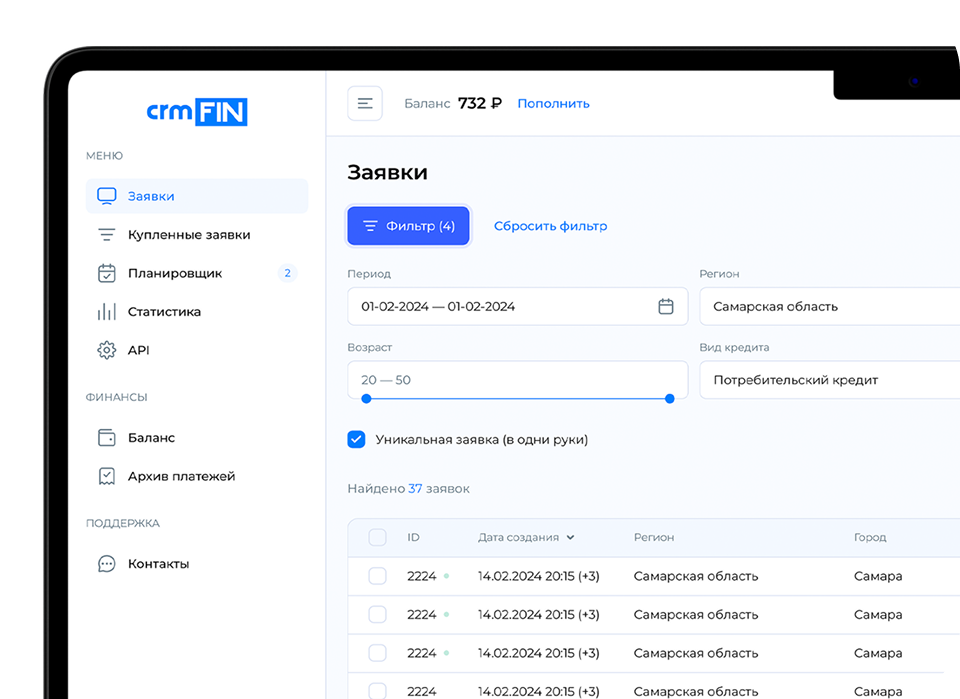 crm FIN
МЕНЮ
Заявки
Купленные заявки
Планировщик 2
Статистика
API
ФИНАНСЫ
Баланс
Архив платежей
ПОДДЕРЖКА
Контакты
Баланс 732 ₽ Пополнить
Заявки
Фильтр (4) Сбросить фильтр
Период Регион
01-02-2024 — 01-02-2024 Самарская область
Возраст Вид кредита
20 — 50 Потребительский кредит
Уникальная заявка (в одни руки)
Найдено 37 заявок
ID Дата создания Регион Город
2224 14.02.2024 20:15 (+3) Самарская область Самара
2224 14.02.2024 20:15 (+3) Самарская область Самара
2224 14.02.2024 20:15 (+3) Самарская область Самара
2224 14.02.2024 20:15 (+3) Самарская область Самара